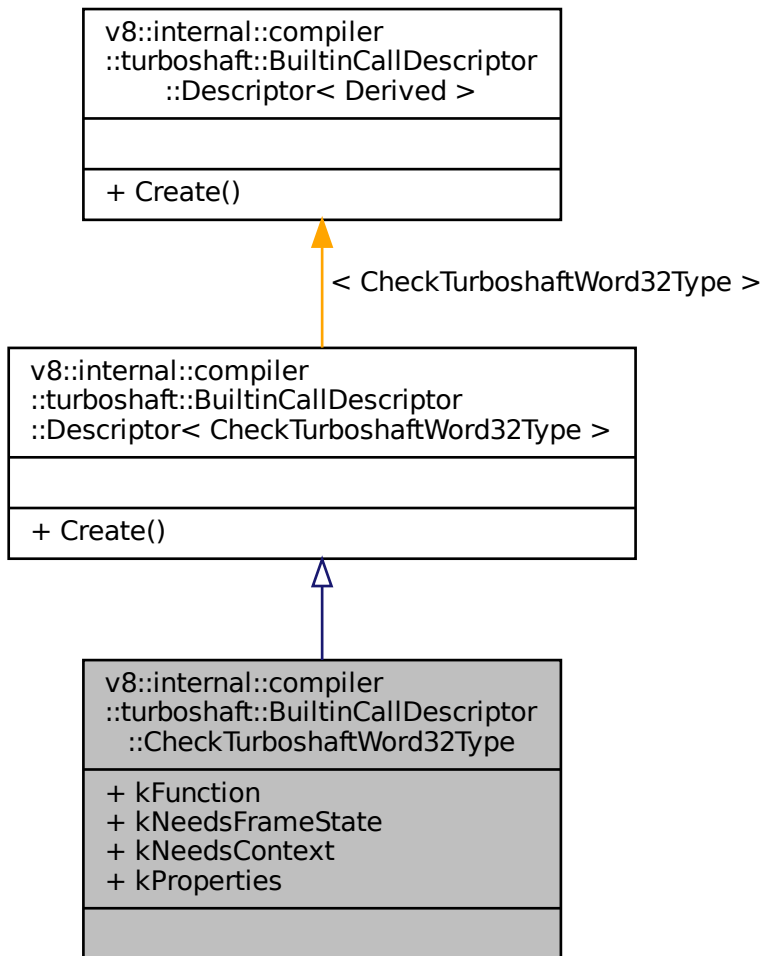 v8::internal::compiler
::turboshaft::BuiltinCallDescriptor
::Descriptor< Derived >
+ Create()
< CheckTurboshaftWord32Type >
v8::internal::compiler
::turboshaft::BuiltinCallDescriptor
::Descriptor< CheckTurboshaftWord32Type >
+ Create()
v8::internal::compiler
::turboshaft::BuiltinCallDescriptor
::CheckTurboshaftWord32Type
+ kFunction
+ kNeedsFrameState
+ kNeedsContext
+ kProperties